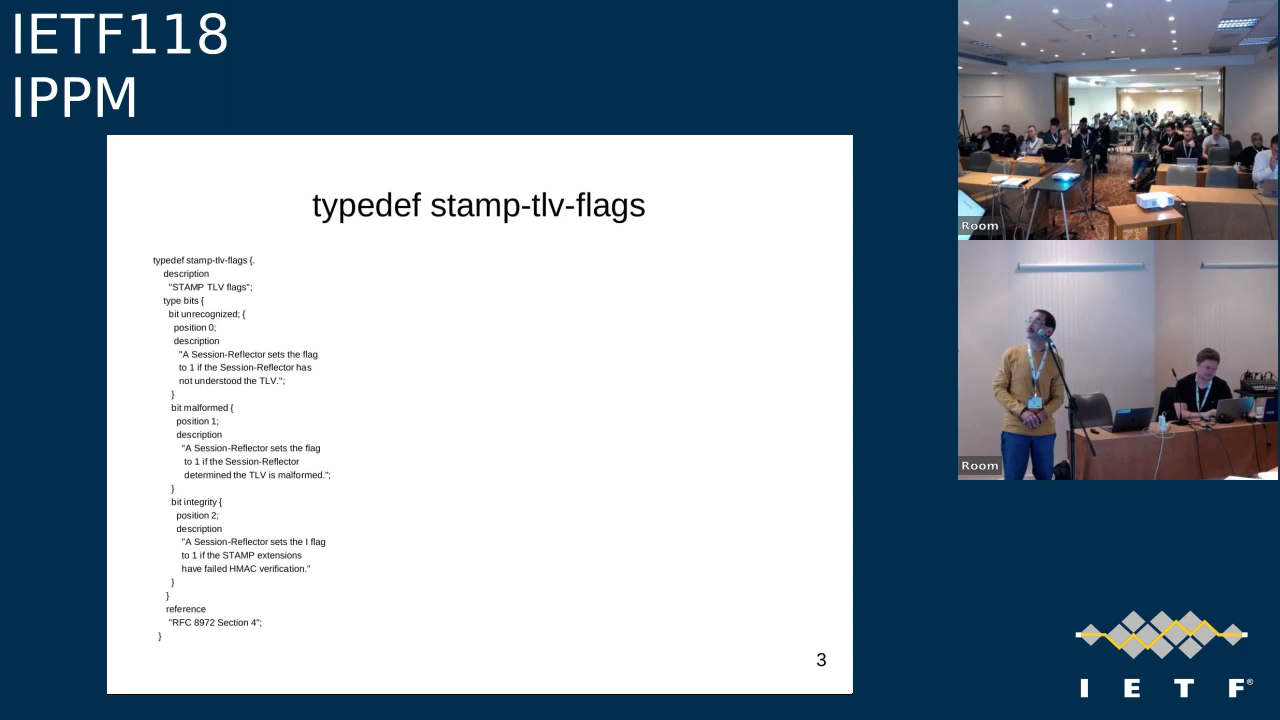 IETF118
IPPM
typedef stamp-tlv-flags
typedef stamp-tlv-flags {.
description
"STAMP TLV flags";
type bits {
bit unrecognized; {
position 0;
description
"A Session-Reflector sets the flag
to 1 if the Session-Reflector has
not understood the TLV.";
}
bit malformed {
position 1;
description
"A Session-Reflector sets the flag
to 1 if the Session-Reflector
determined the TLV is malformed.";
}
bit integrity {
position 2;
description
"A Session-Reflector sets the I flag
to 1 if the STAMP extensions
have failed HMAC verification."
}
}
reference
"RFC 8972 Section 4";
}
3
Room
Room
I E T F®